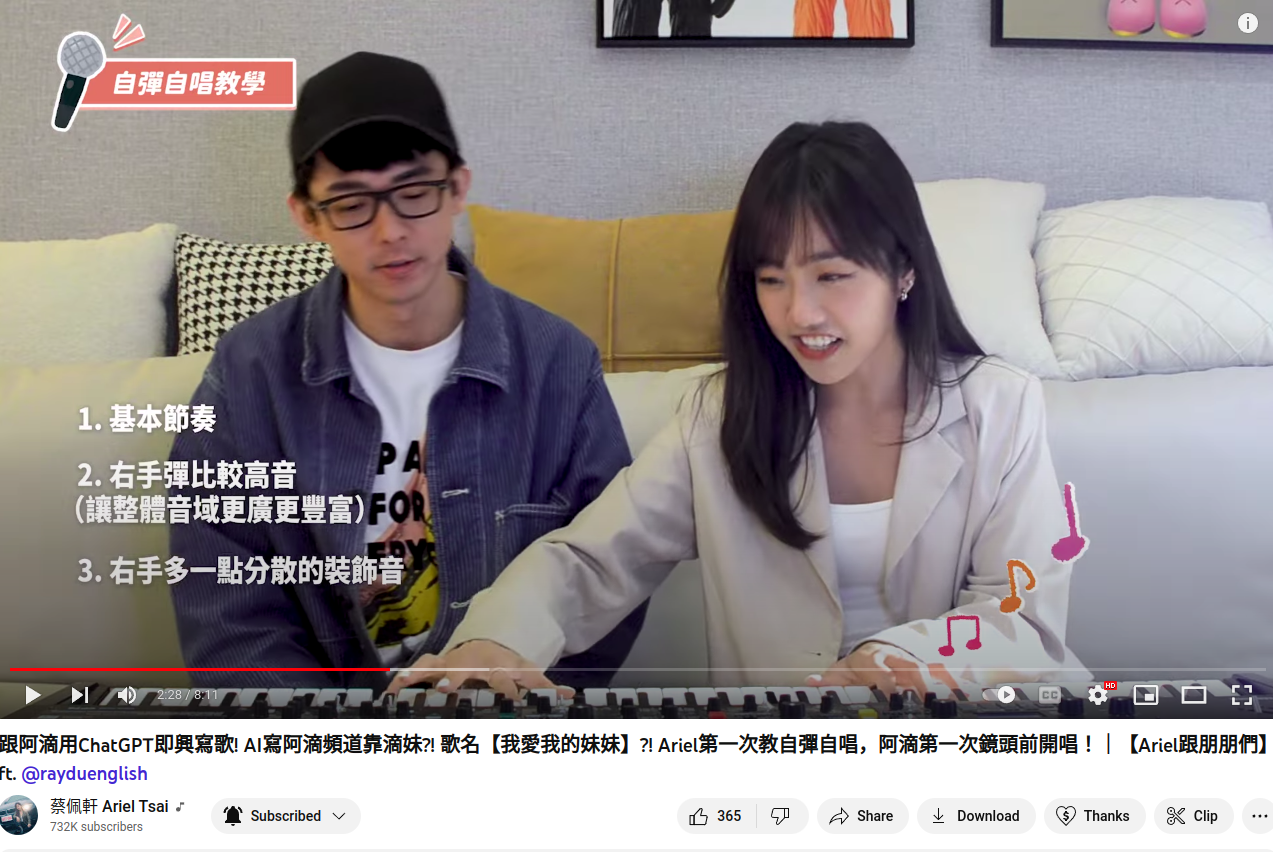 自彈自唱教學
PA
FOR
1. 基本節奏
2. 右手彈比較高音
(讓整體音域更廣更豐富)
3. 右手多一點分散的裝飾音
2:28 / 8:11
CC
HD
跟阿滴用ChatGPT即興寫歌! AI寫阿滴頻道靠滴妹?! 歌名【我愛我的妹妹】?! Ariel第一次教自彈自唱，阿滴第一次鏡頭前開唱！｜【Ariel跟朋朋們】
ft. @rayduenglish
蔡佩軒 Ariel Tsai
732K subscribers
Subscribed
365
Share
Download
Thanks
Clip